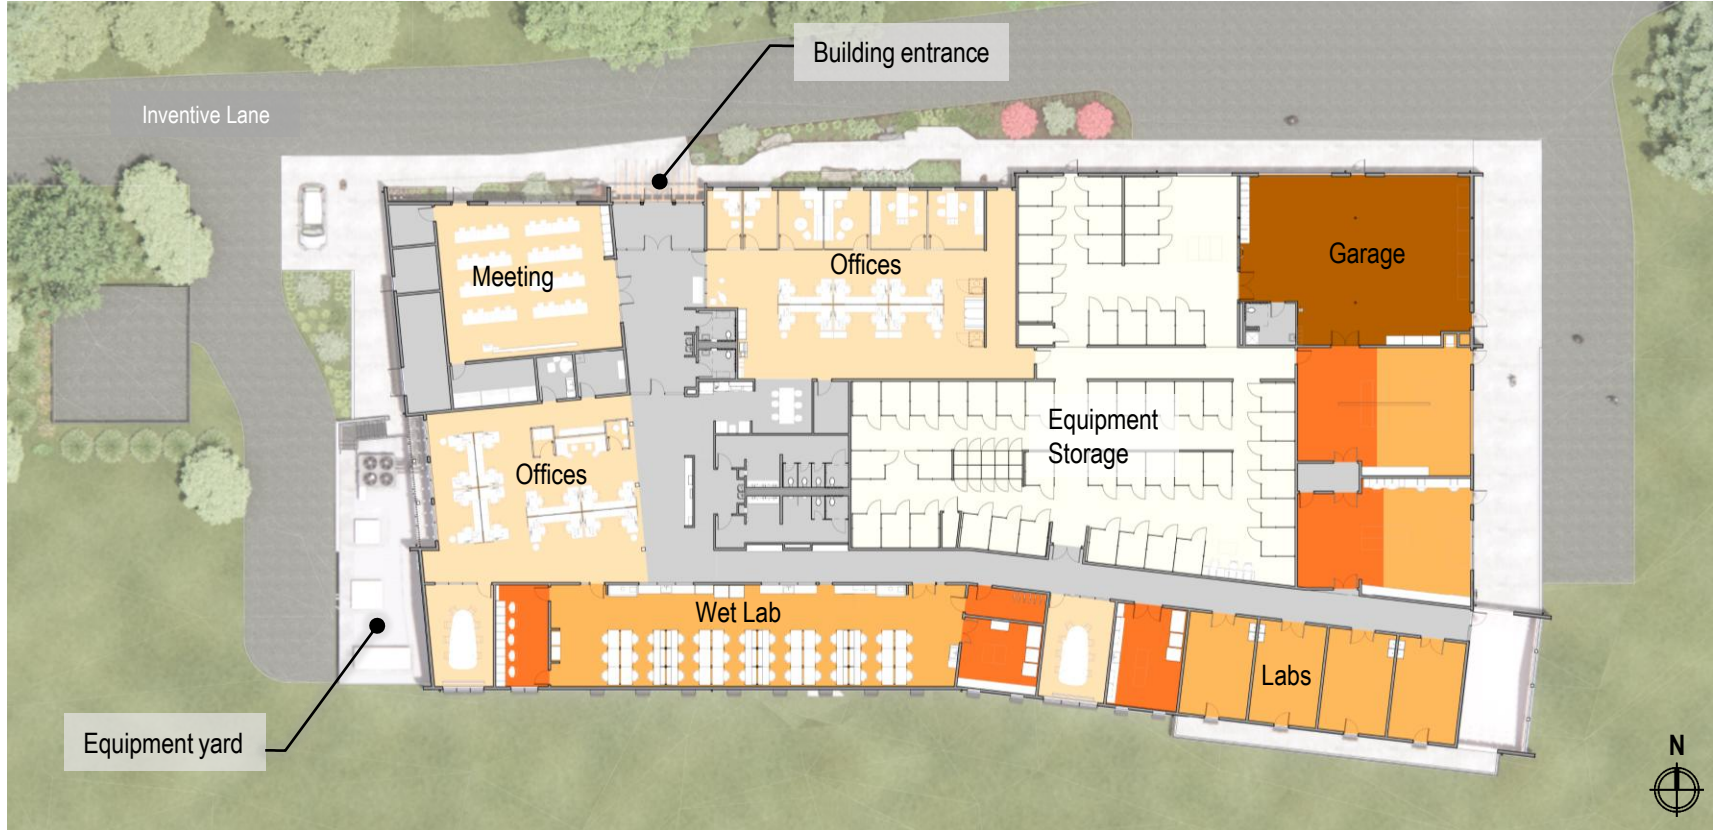 Building entrance
Inventive Lane
Meeting
Offices
Garage
Equipment
Storage
Offices
Wet Lab
Labs
Equipment yard
N